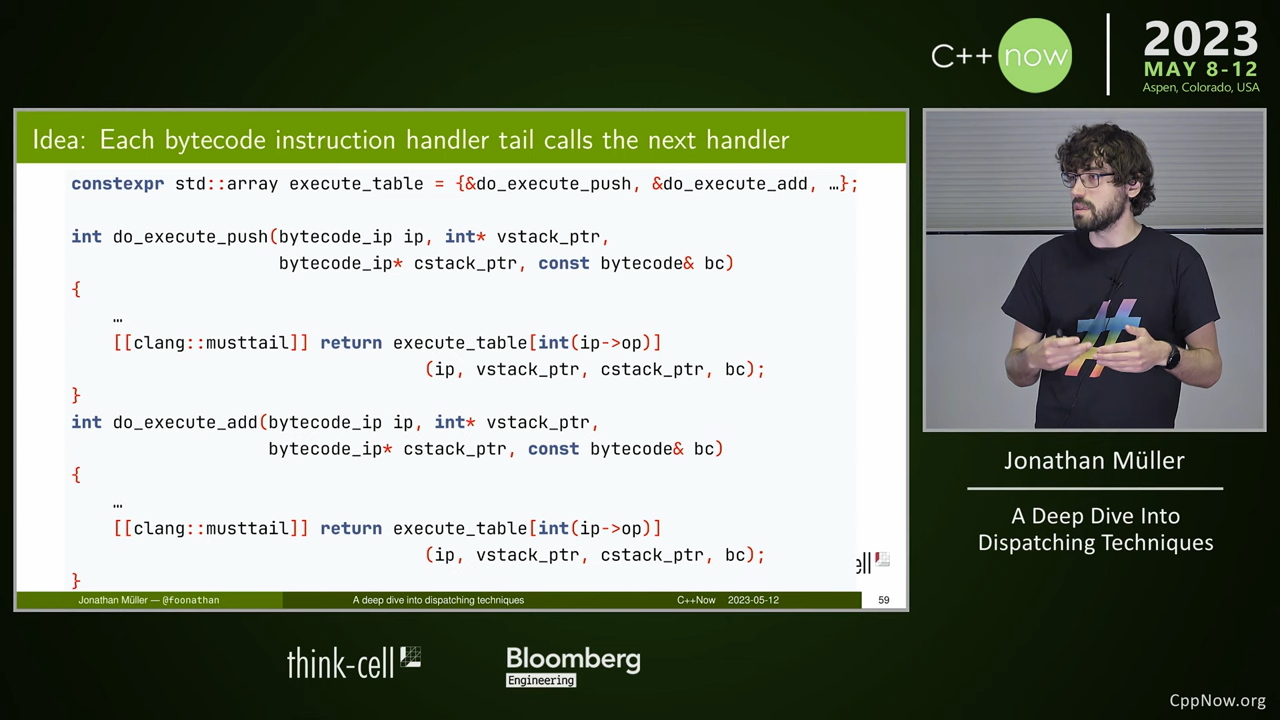 C++ now
2023
MAY 8-12
Aspen, Colorado, USA
Idea: Each bytecode instruction handler tail calls the next handler
constexpr std::array execute_table = {&do_execute_push, &do_execute_add, …};
int do_execute_push(bytecode_ip ip, int* vstack_ptr,
bytecode_ip* cstack_ptr, const bytecode& bc)
{
…
[[clang::musttail]] return execute_table[int(ip->op)]
(ip, vstack_ptr, cstack_ptr, bc);
}
int do_execute_add(bytecode_ip ip, int* vstack_ptr,
bytecode_ip* cstack_ptr, const bytecode& bc)
{
…
[[clang::musttail]] return execute_table[int(ip->op)]
(ip, vstack_ptr, cstack_ptr, bc);
}
ell
Jonathan Müller — @foonathan
A deep dive into dispatching techniques
C++Now 2023-05-12
59
Jonathan Müller
A Deep Dive Into
Dispatching Techniques
think-cell
Bloomberg
Engineering
CppNow.org